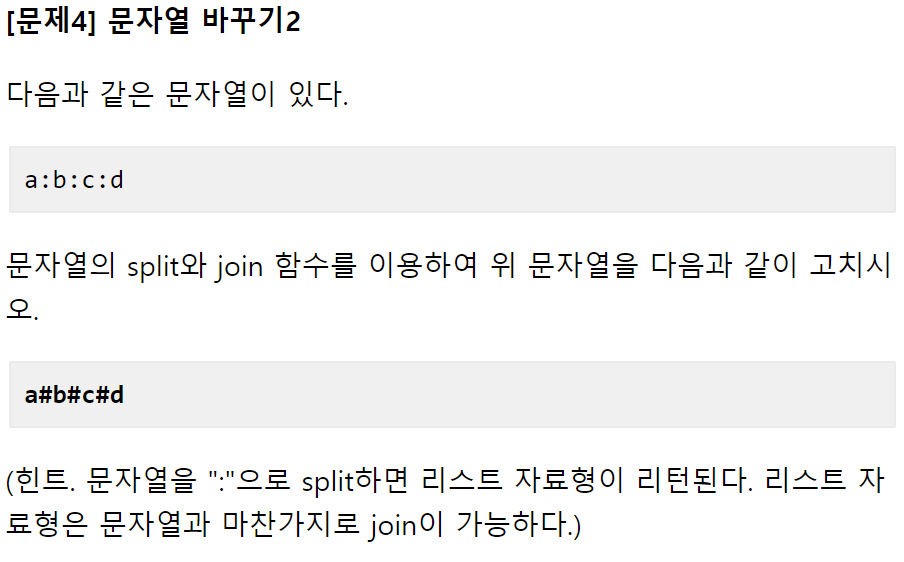 [문제4] 문자열 바꾸기2
다음과 같은 문자열이 있다.
a:b:c:d
문자열의 split와 join 함수를 이용하여 위 문자열을 다음과 같이 고치시
오.
a#b#c#d
(힌트. 문자열을 ":"으로 split하면 리스트 자료형이 리턴된다. 리스트 자
료형은 문자열과 마찬가지로 join이 가능하다.)